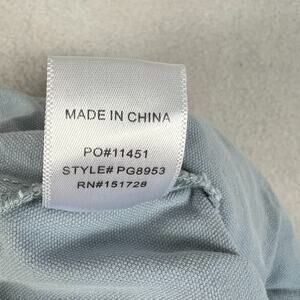 MADE IN CHINA
PO#11451
STYLE# PG8953
RN#151728